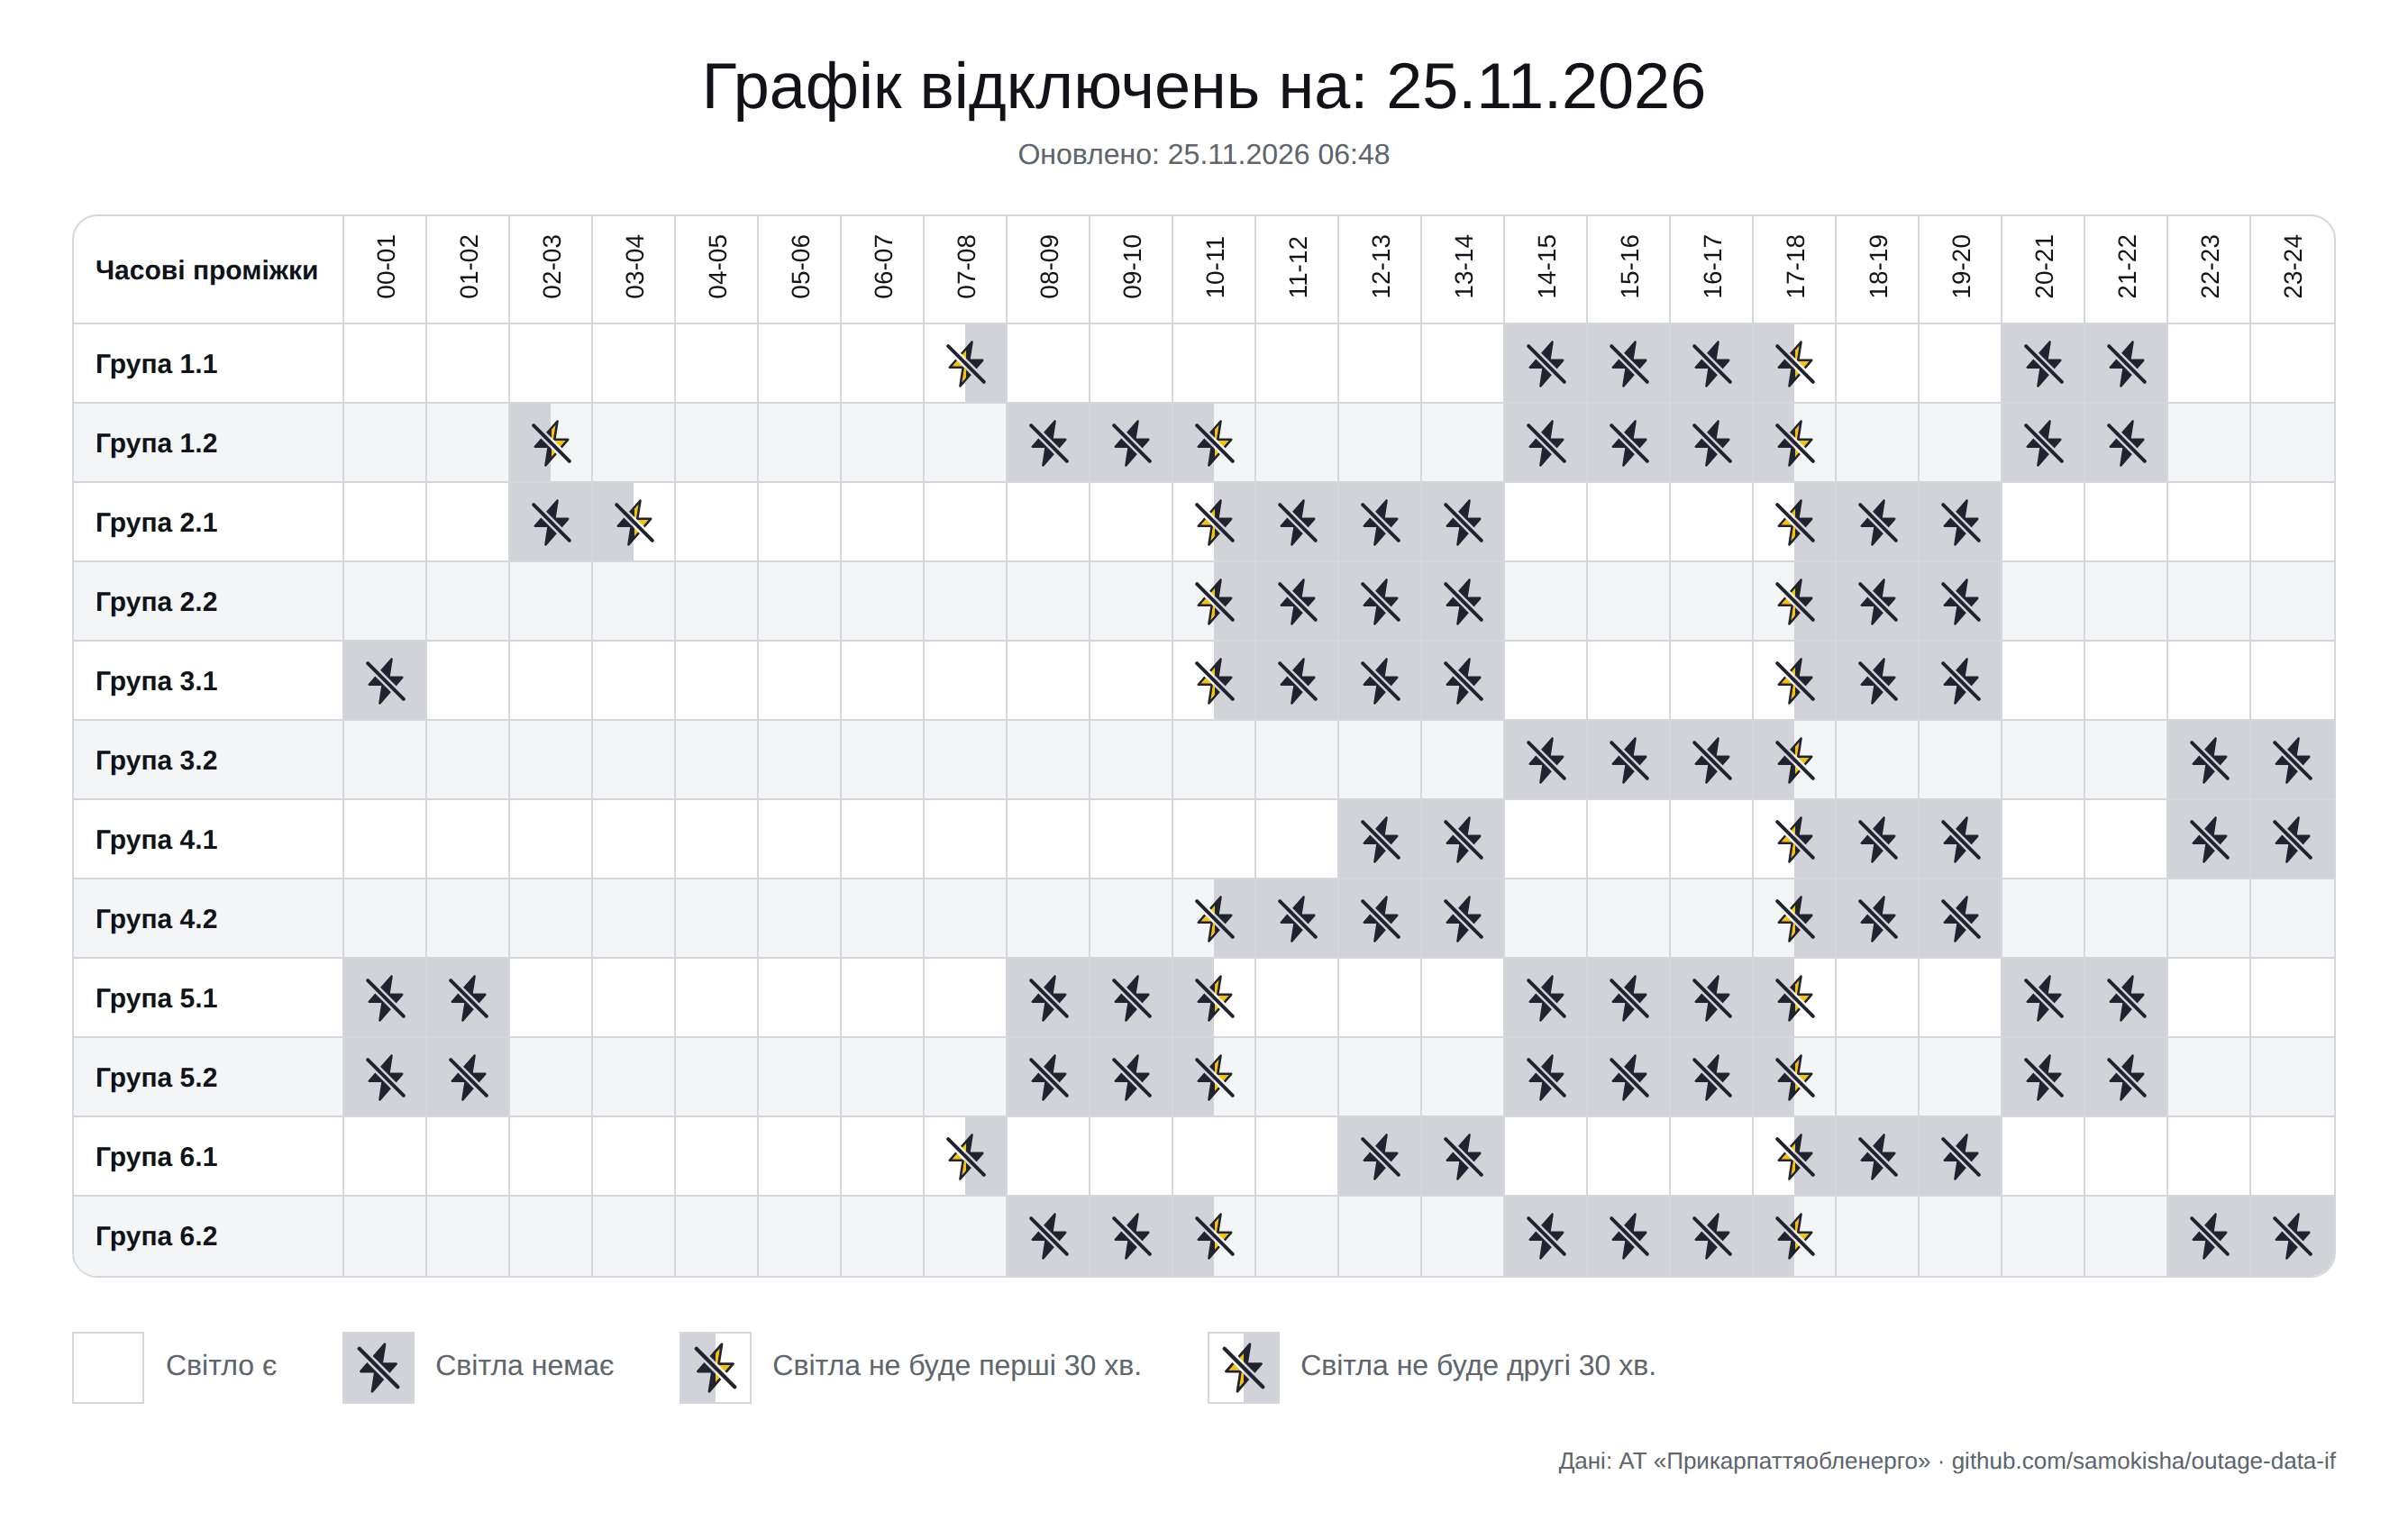 Графік відключень на: 25.11.2026
Оновлено: 25.11.2026 06:48
Часові проміжки 00-01 01-02 02-03 03-04 04-05 05-06 06-07 07-08 08-09 09-10 10-11 11-12 12-13 13-14 14-15 15-16 16-17 17-18 18-19 19-20 20-21 21-22 22-23 23-24
Група 1.1
Група 1.2
Група 2.1
Група 2.2
Група 3.1
Група 3.2
Група 4.1
Група 4.2
Група 5.1
Група 5.2
Група 6.1
Група 6.2
Світло є Світла немає Світла не буде перші 30 хв. Світла не буде другі 30 хв.
Дані: АТ «Прикарпаттяобленерго» · github.com/samokisha/outage-data-if